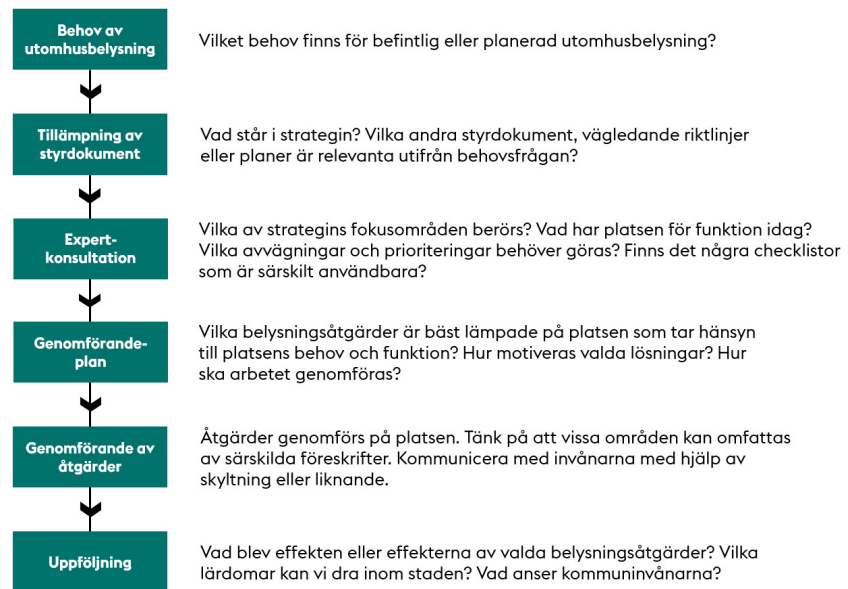 Behov av
utomhusbelysning
Vilket behov finns för befintlig eller planerad utomhusbelysning?
Tillämpning av
styrdokument
Vad står i strategin? Vilka andra styrdokument, vägledande riktlinjer
eller planer är relevanta utifrån behovsfrågan?
Expert-
konsultation
Vilka av strategins fokusområden berörs? Vad har platsen för funktion idag?
Vilka avvägningar och prioriteringar behöver göras? Finns det några checklistor
som är särskilt användbara?
Genomförande-
plan
Vilka belysningsåtgärder är bäst lämpade på platsen som tar hänsyn
till platsens behov och funktion? Hur motiveras valda lösningar? Hur
ska arbetet genomföras?
Genomförande av
åtgärder
Åtgärder genomförs på platsen. Tänk på att vissa områden kan omfattas
av särskilda föreskrifter. Kommunicera med invånarna med hjälp av
skyltning eller liknande.
Uppföljning
Vad blev effekten eller effekterna av valda belysningsåtgärder? Vilka
lärdomar kan vi dra inom staden? Vad anser kommuninvånarna?